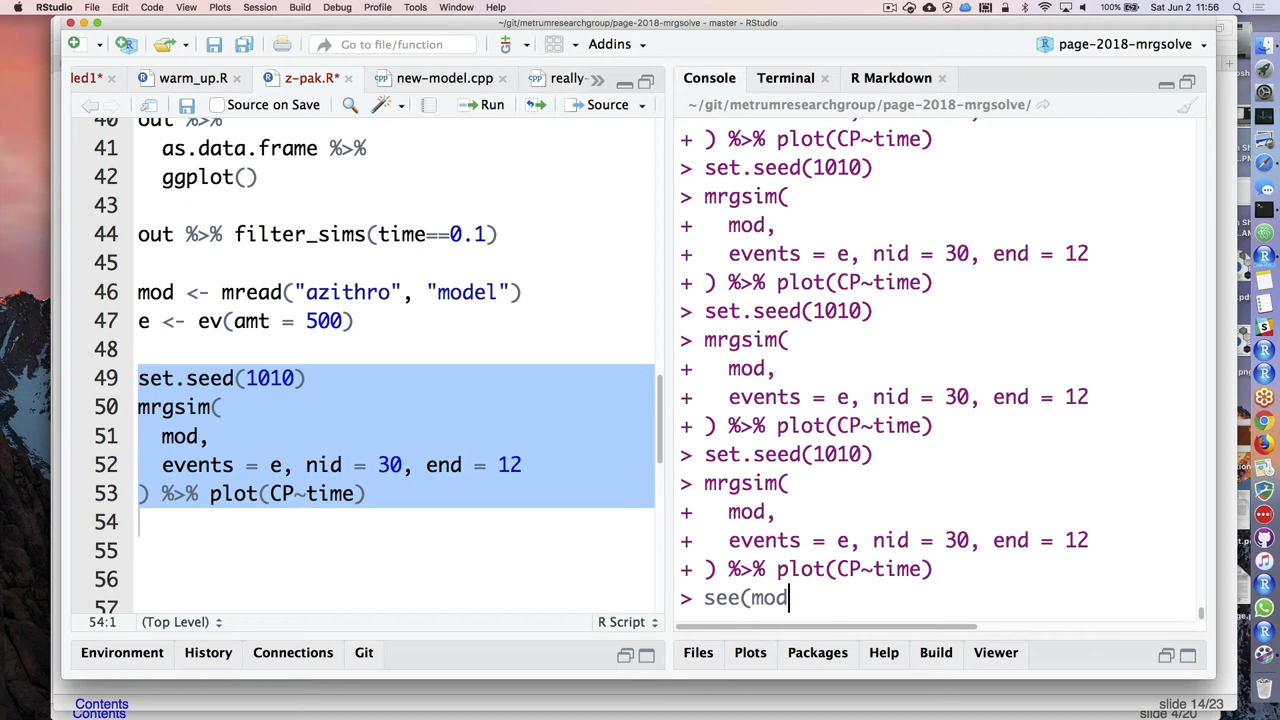 RStudio File Edit Code View Plots Session Build Debug Profile Tools Window Help 100% Sat Jun 2 11:56
~/git/metrumresearchgroup/page-2018-mrgsolve - master - RStudio
Go to file/function Addins page-2018-mrgsolve
led1* warm_up.R z-pak.R* new-model.cpp really-
Console Terminal R Markdown
Source on Save Run Source
~/git/metrumresearchgroup/page-2018-mrgsolve/
40 out %>%
41 as.data.frame %>%
42 ggplot()
43
44 out %>% filter_sims(time==0.1)
45
46 mod <- mread("azithro", "model")
47 e <- ev(amt = 500)
48
49 set.seed(1010)
50 mrgsim(
51 mod,
52 events = e, nid = 30, end = 12
53 ) %>% plot(CP~time)
54
55
56
57
54:1 (Top Level) R Script
Environment History Connections Git
+ ) %>% plot(CP~time)
> set.seed(1010)
> mrgsim(
+ mod,
+ events = e, nid = 30, end = 12
+ ) %>% plot(CP~time)
> set.seed(1010)
> mrgsim(
+ mod,
+ events = e, nid = 30, end = 12
+ ) %>% plot(CP~time)
> set.seed(1010)
> mrgsim(
+ mod,
+ events = e, nid = 30, end = 12
+ ) %>% plot(CP~time)
> see(mod
Files Plots Packages Help Build Viewer
Contents
Contents
slide 14/23
slide 4/20